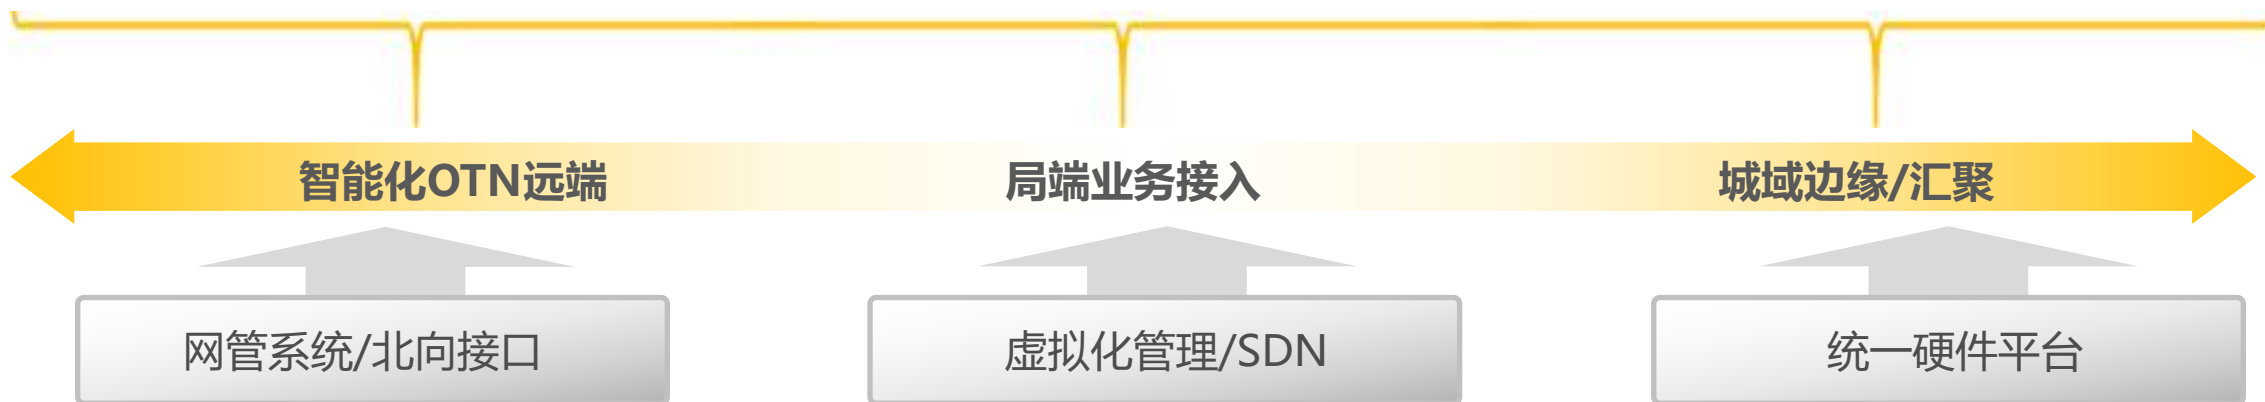 智能化OTN远端
局端业务接入
城域边缘/汇聚
网管系统/北向接口
虚拟化管理/SDN
统一硬件平台